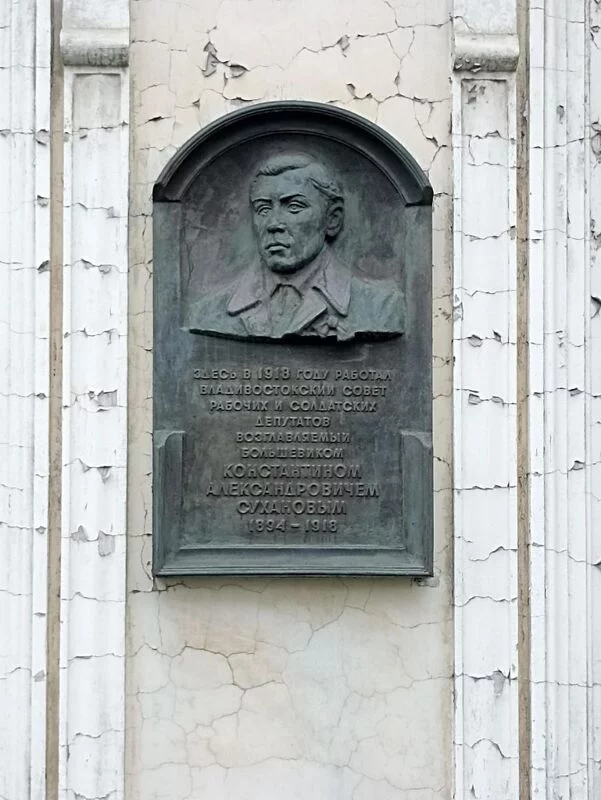 ЗДЕСЬ В 1918 ГОДУ РАБОТАЛ
ВЛАДИВОСТОКСКИЙ СОВЕТ
РАБОЧИХ И СОЛДАТСКИХ
ДЕПУТАТОВ
ВОЗГЛАВЛЯЕМЫЙ
БОЛЬШЕВИКОМ
КОНСТАНТИНОМ
АЛЕКСАНДРОВИЧЕМ
СУХАНОВЫМ
1894-1918